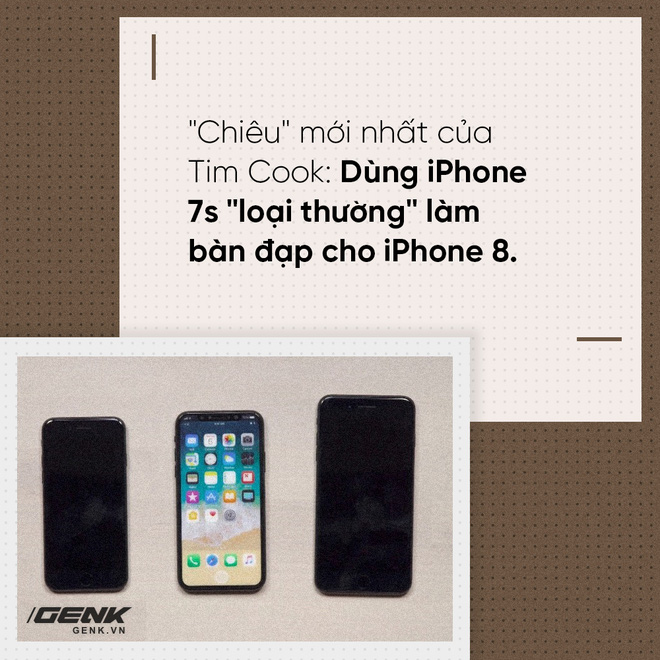 "Chiêu" mới nhất của
Tim Cook: Dùng iPhone
7s "loại thường" làm
bàn đạp cho iPhone 8.
/GENK
GENK.VN